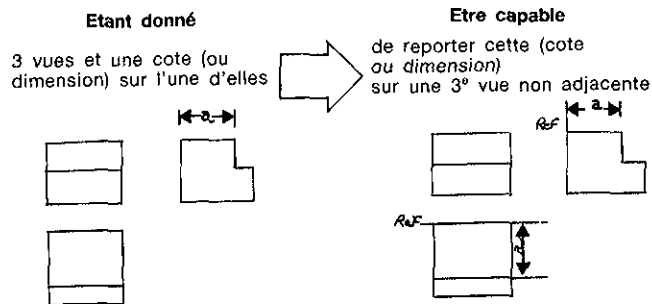 Etant donné
3 vues et une cote (ou
dimension) sur l'une d'elles
a
Etre capable
de reporter cette (cote
ou dimension)
sur une 3e vue non adjacente
Ref
a
Ref
a